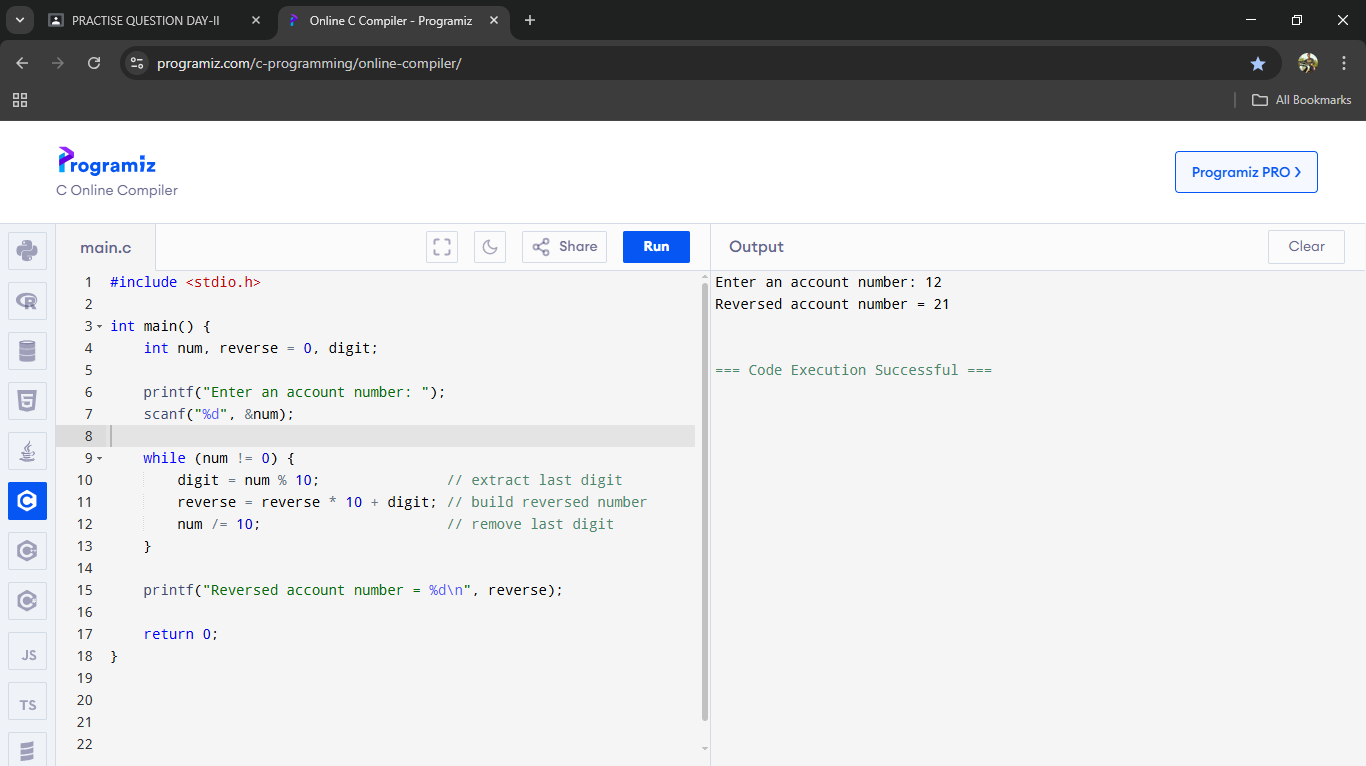 PRACTISE QUESTION DAY-II
Online C Compiler - Programiz
programiz.com/c-programming/online-compiler/
All Bookmarks
Programiz
C Online Compiler
Programiz PRO
main.c
Share
Run
Output
Clear
1 #include <stdio.h>
2
3 int main() {
4 int num, reverse = 0, digit;
5
6 printf("Enter an account number: ");
7 scanf("%d", &num);
8
9 while (num != 0) {
10 digit = num % 10; // extract last digit
11 reverse = reverse * 10 + digit; // build reversed number
12 num /= 10; // remove last digit
13 }
14
15 printf("Reversed account number = %d\n", reverse);
16
17 return 0;
18 }
19
20
21
22
Enter an account number: 12
Reversed account number = 21
=== Code Execution Successful ===
R
5
C
C
C
JS
TS